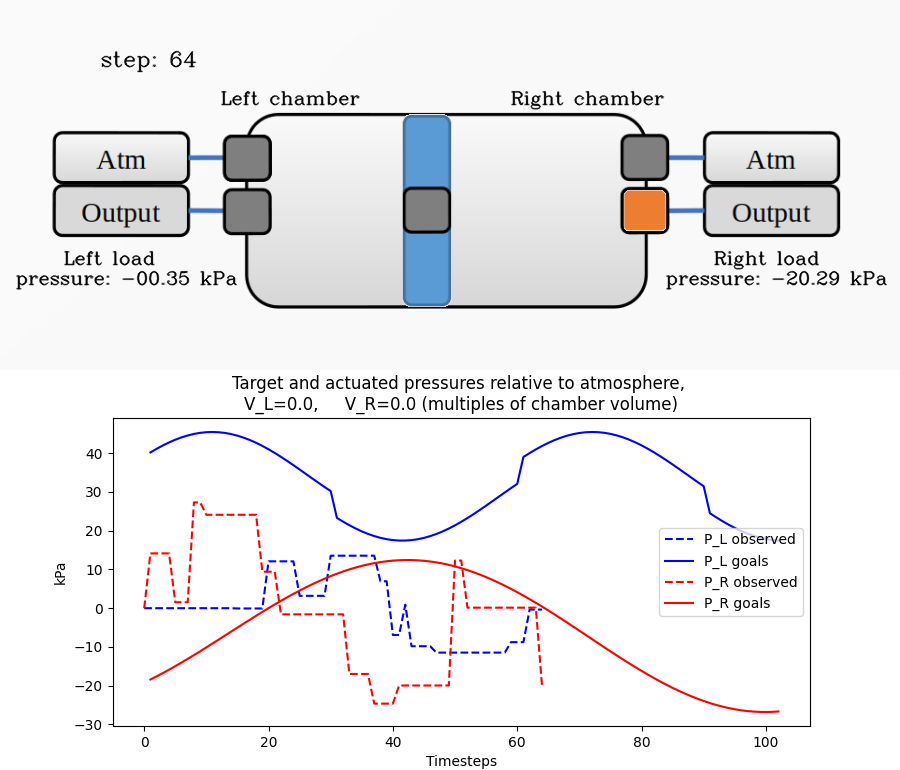 step: 64
Left chamber
Right chamber
Atm
Atm
Output
Output
Left load
pressure: -00.35 kPa
Right load
pressure: -20.29 kPa
Target and actuated pressures relative to atmosphere,
V_L=0.0,     V_R=0.0 (multiples of chamber volume)
kPa
40
30
20
10
0
−10
−20
−30
P_L observed
P_L goals
P_R observed
P_R goals
0 20 40 60 80 100
Timesteps